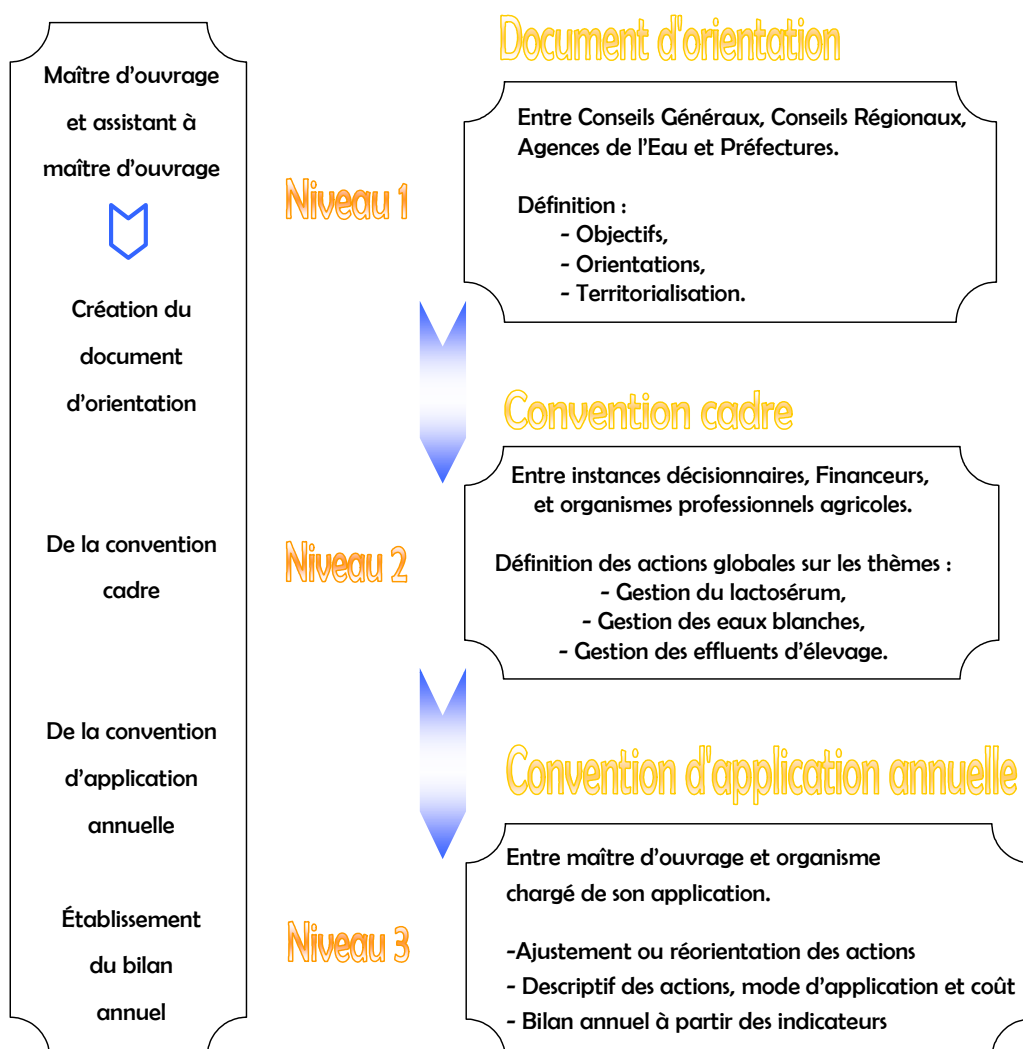 Maître d'ouvrage
et assistant à
maître d'ouvrage
Création du
document
d'orientation
De la convention
cadre
De la convention
d'application
annuelle
Établissement
du bilan
annuel
Document d'orientation
Niveau 1
Entre Conseils Généraux, Conseils Régionaux,
Agences de l'Eau et Préfectures.
Définition :
- Objectifs,
- Orientations,
- Territorialisation.
Convention cadre
Niveau 2
Entre instances décisionnaires, Financeurs,
et organismes professionnels agricoles.
Définition des actions globales sur les thèmes :
- Gestion du lactosérum,
- Gestion des eaux blanches,
- Gestion des effluents d'élevage.
Convention d'application annuelle
Niveau 3
Entre maître d'ouvrage et organisme
chargé de son application.
-Ajustement ou réorientation des actions
- Descriptif des actions, mode d'application et coût
- Bilan annuel à partir des indicateurs